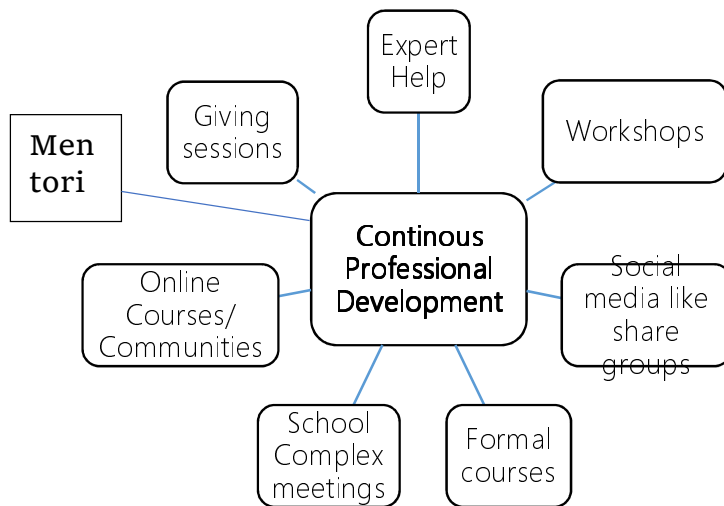 Expert
Help
Giving
sessions
Workshops
Men
tori
Continous
Professional
Development
Online
Courses/
Communities
Social
media like
share
groups
School
Complex
meetings
Formal
courses